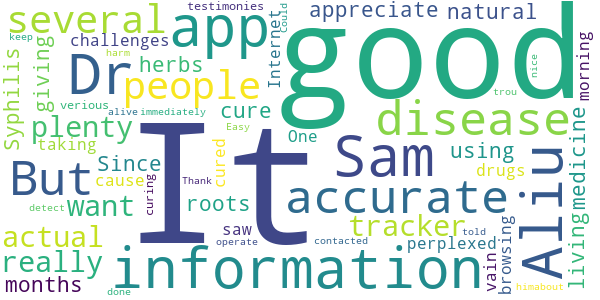 testimonies
several
app
good
appreciate
natural
Could
keep
challenges
Internet
harm
nice
morning
Dr
people
herbs
giving
Syphilis
verious
alive
immediately
trou
disease
plenty
cure
Easy
One
It
Sam
accurate
using
drugs
Aliu
medicine
living
taking
Since
cured
But
cause
curing
Thank
want
roots
tracker
told
actual
detect
saw
operate
contacted
perplexed
browsing
vain
really
information
months
done
himabout